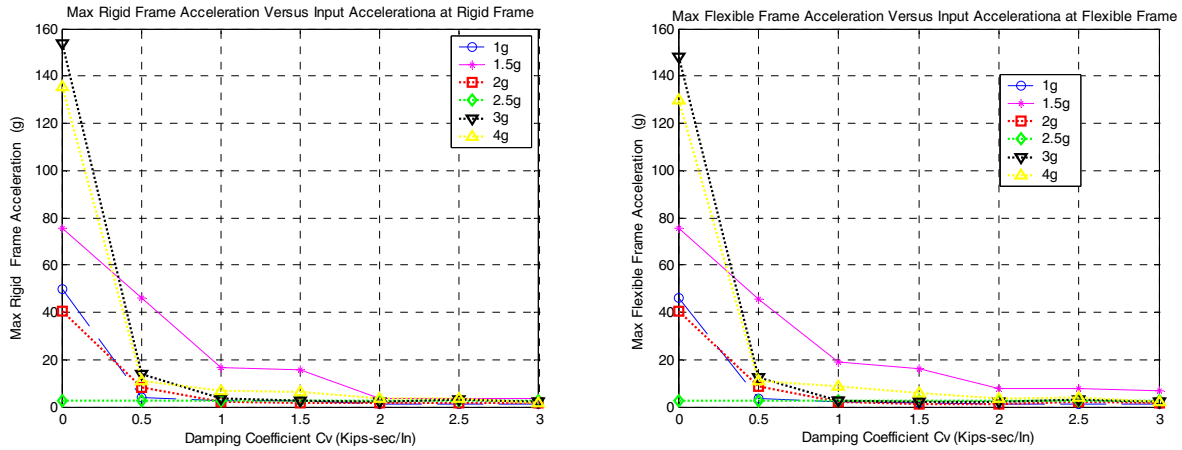 Max Rigid Frame Acceleration Versus Input Accelerationa at Rigid Frame
160
140
120
100
80
60
40
20
0
Max Rigid Frame Acceleration (g)
1g
1.5g
2g
2.5g
3g
4g
0 0.5 1 1.5 2 2.5 3
Damping Coefficient Cv (Kips-sec/In)
Max Flexible Frame Acceleration Versus Input Accelerationa at Flexible Frame
160
140
120
100
80
60
40
20
0
Max Flexible Frame Acceleration (g)
1g
1.5g
2g
2.5g
3g
4g
0 0.5 1 1.5 2 2.5 3
Damping Coefficient Cv (Kips-sec/In)